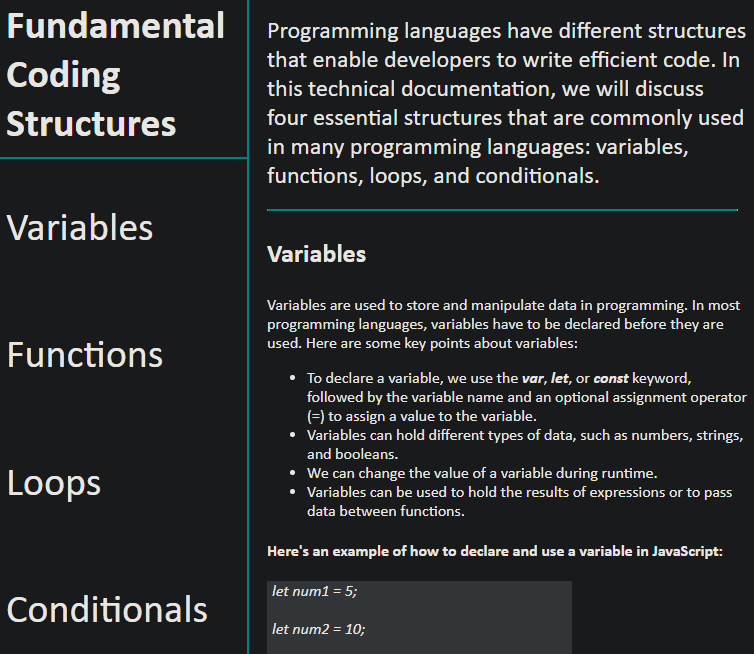 Fundamental
Coding
Structures
Variables
Functions
Loops
Conditionals
Programming languages have different structures
that enable developers to write efficient code. In
this technical documentation, we will discuss
four essential structures that are commonly used
in many programming languages: variables,
functions, loops, and conditionals.
Variables
Variables are used to store and manipulate data in programming. In most
programming languages, variables have to be declared before they are
used. Here are some key points about variables:
• To declare a variable, we use the var, let, or const keyword,
followed by the variable name and an optional assignment operator
(=) to assign a value to the variable.
• Variables can hold different types of data, such as numbers, strings,
and booleans.
• We can change the value of a variable during runtime.
• Variables can be used to hold the results of expressions or to pass
data between functions.
Here's an example of how to declare and use a variable in JavaScript:
let num1 = 5;
let num2 = 10;